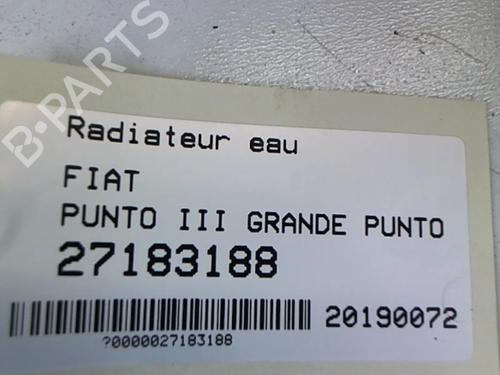 B-PARTS
Radiateur eau
FIAT
PUNTO III GRANDE PUNTO
27183188
20190072
?0000027183188